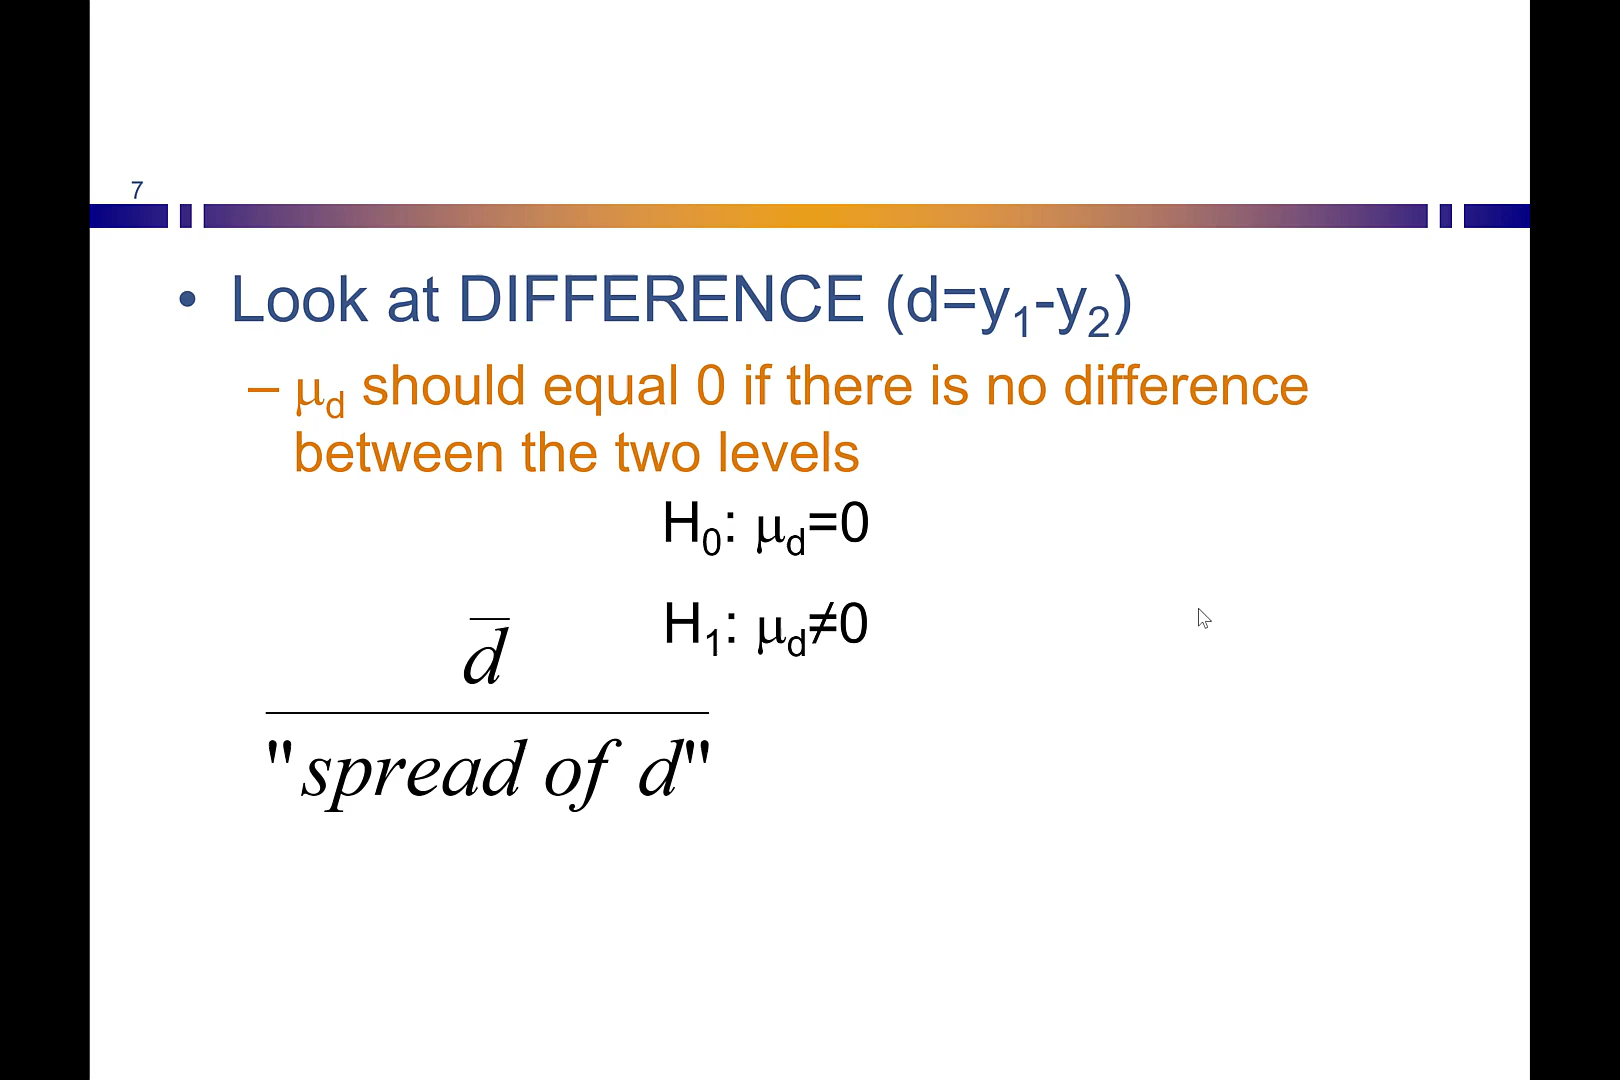 7
• Look at DIFFERENCE (d=y₁-y₂)
– μd should equal 0 if there is no difference
between the two levels
H₀: μd=0
H₁: μd≠0
d̅
"spread of d"